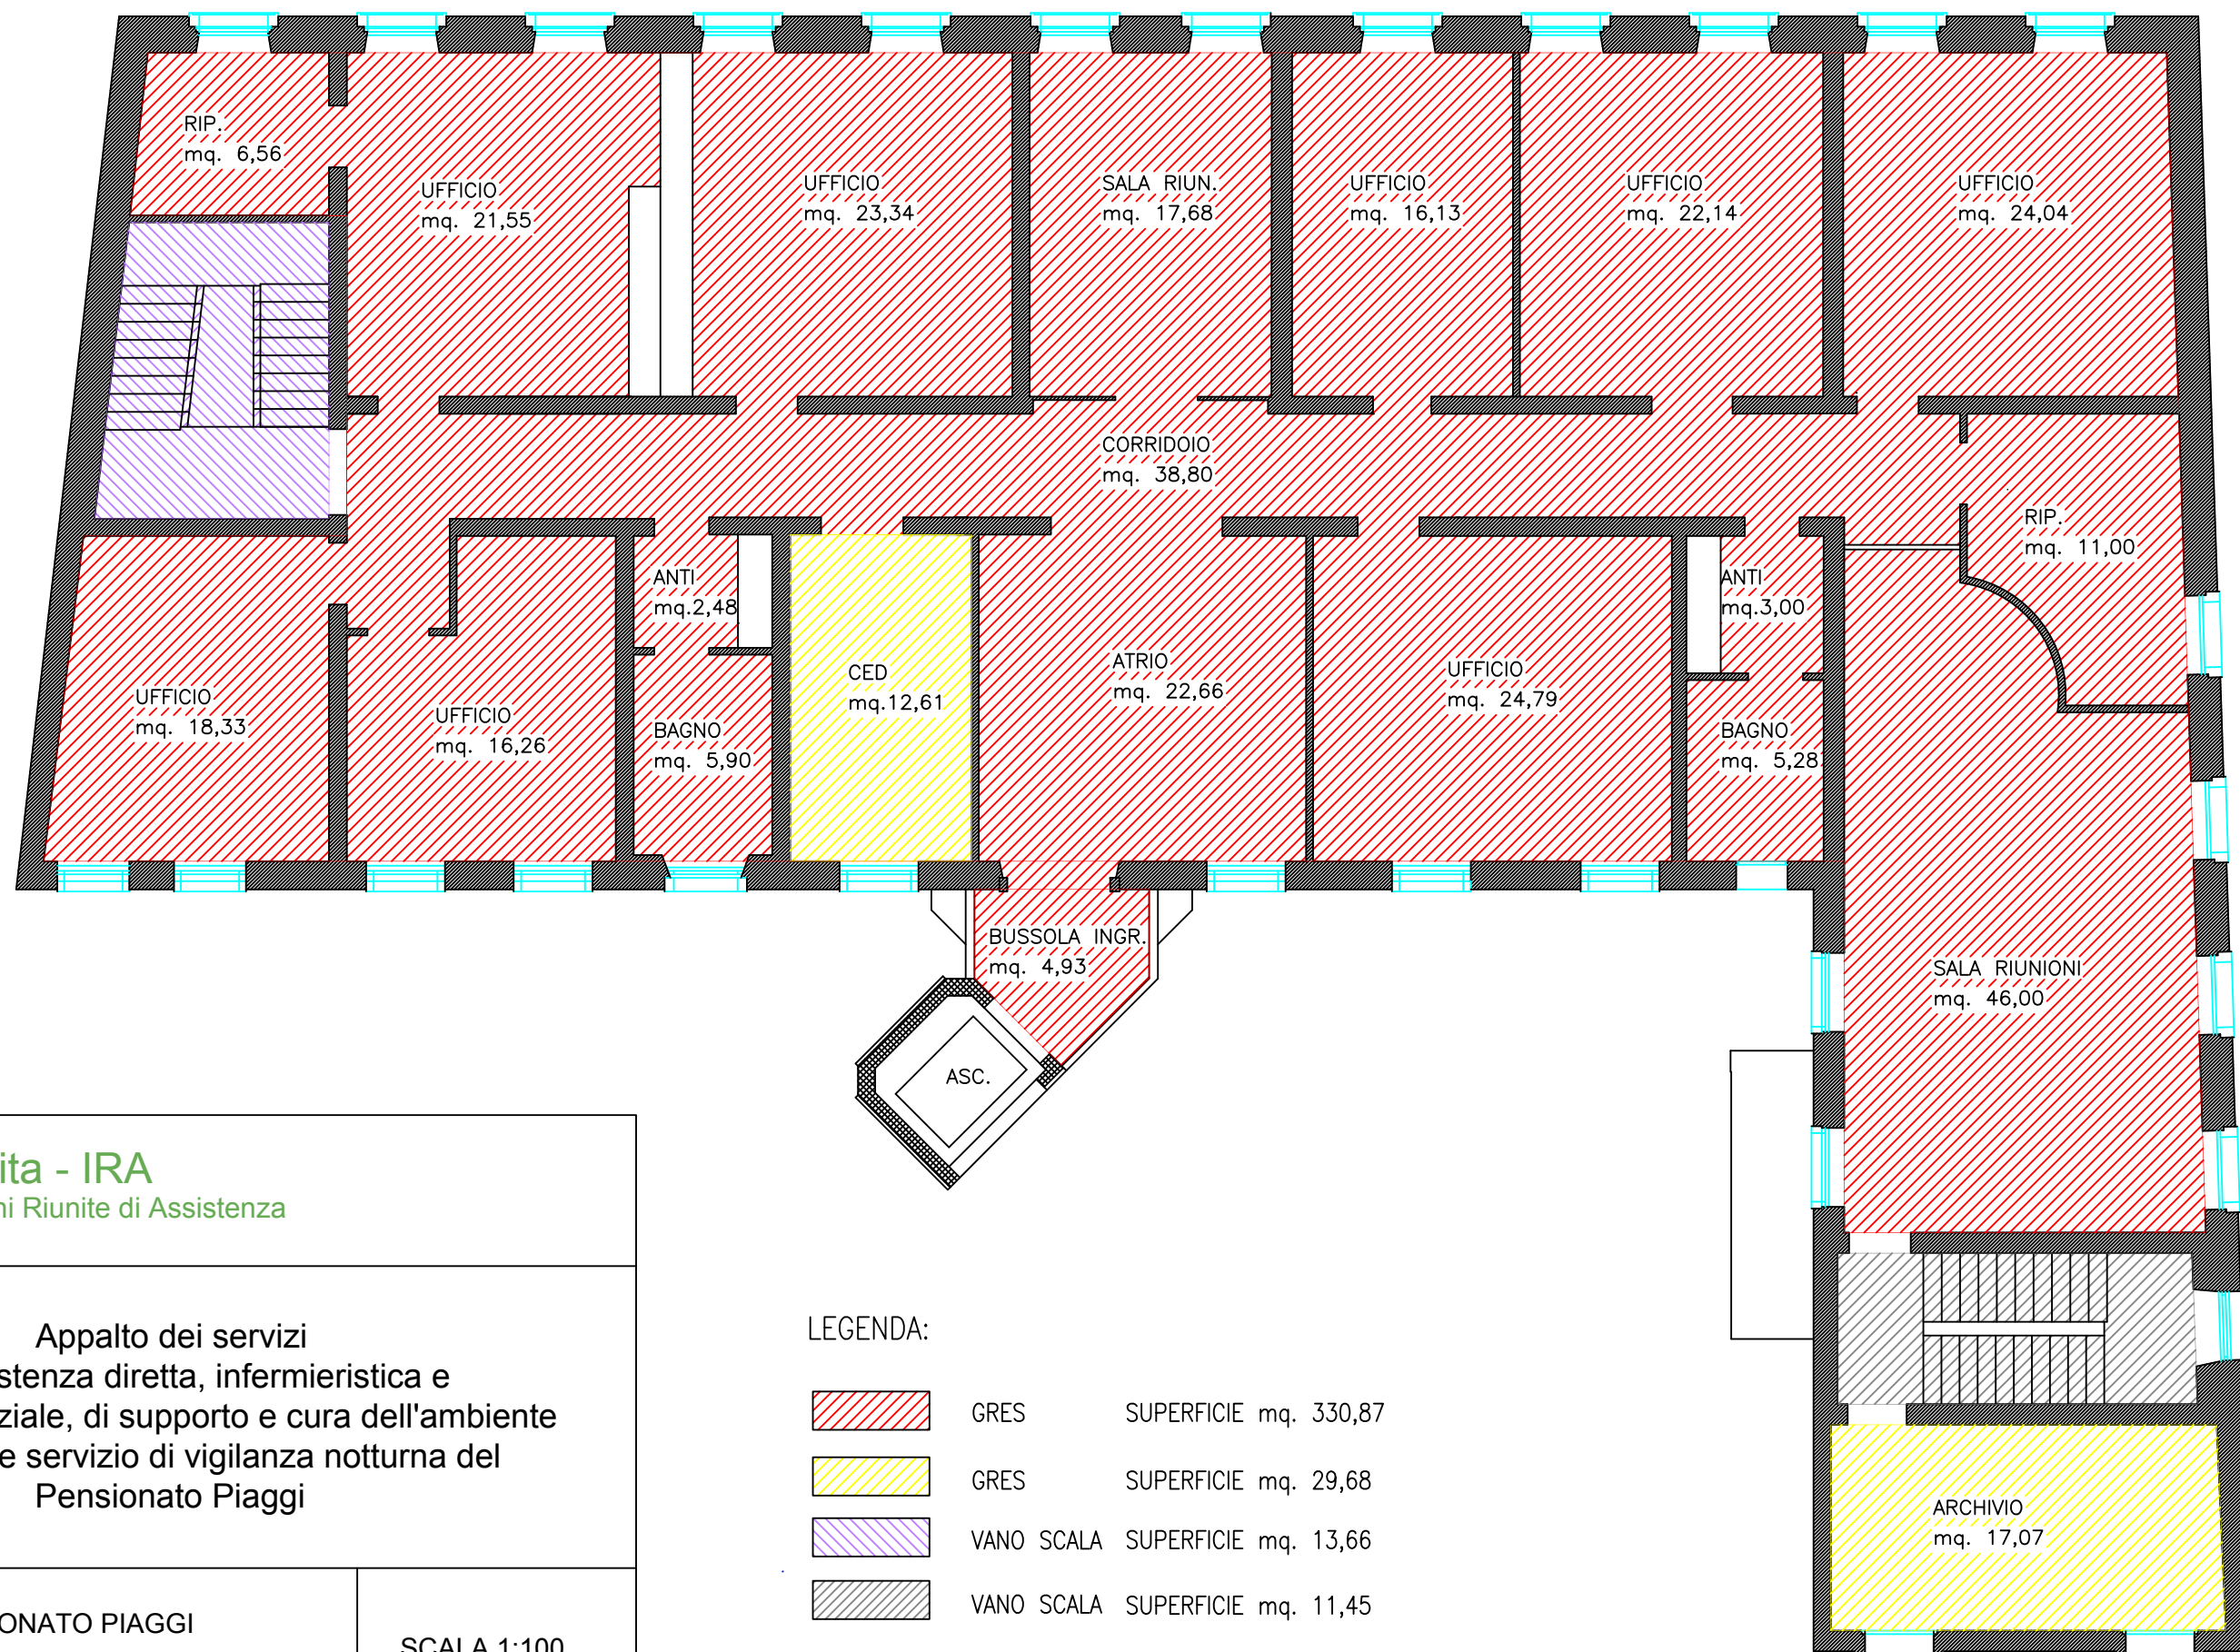 RIP.
mq. 6,56
UFFICIO
mq. 21,55
UFFICIO
mq. 23,34
SALA RIUN.
mq. 17,68
UFFICIO
mq. 16,13
UFFICIO
mq. 22,14
UFFICIO
mq. 24,04
CORRIDOIO
mq. 38,80
RIP.
mq. 11,00
UFFICIO
mq. 18,33
UFFICIO
mq. 16,26
ANTI
mq.2,48
BAGNO
mq. 5,90
CED
mq.12,61
ATRIO
mq. 22,66
UFFICIO
mq. 24,79
ANTI
mq.3,00
BAGNO
mq. 5,28
BUSSOLA INGR.
mq. 4,93
ASC.
SALA RIUNIONI
mq. 46,00
ARCHIVIO
mq. 17,07
ita - IRA
ni Riunite di Assistenza
Appalto dei servizi
stenza diretta, infermieristica e
ziale, di supporto e cura dell'ambiente
e servizio di vigilanza notturna del
Pensionato Piaggi
ONATO PIAGGI
SCALA 1:100
LEGENDA:
GRES SUPERFICIE mq. 330,87
GRES SUPERFICIE mq. 29,68
VANO SCALA SUPERFICIE mq. 13,66
VANO SCALA SUPERFICIE mq. 11,45